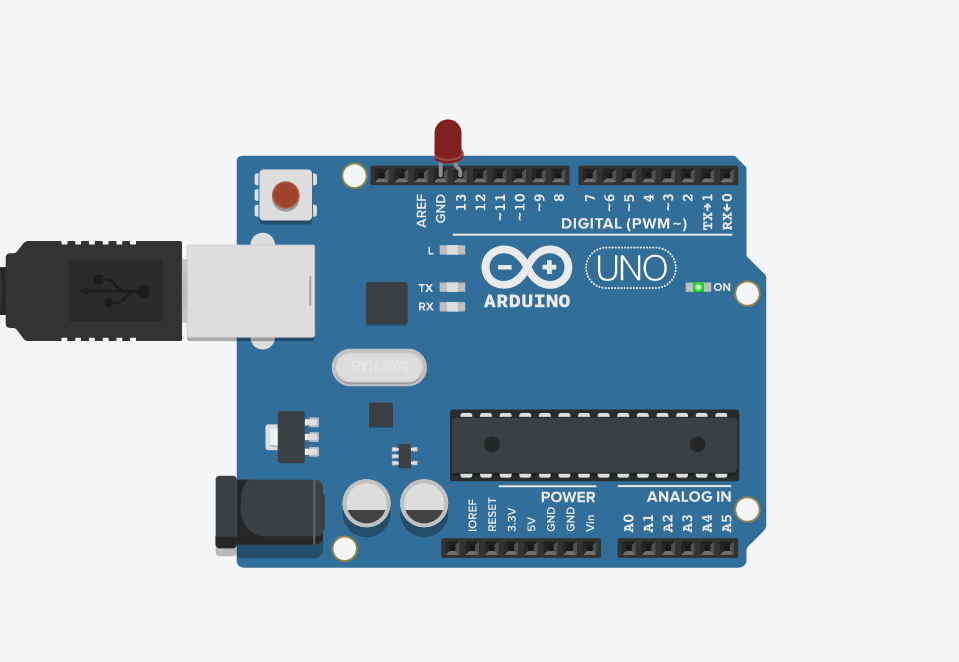 AREF
GND
13
12
~11
~10
~9
8
7
~6
~5
4
~3
2
TX→1
RX←0
DIGITAL (PWM~)
L
TX
RX
UNO
ARDUINO
ON
SPK16.000G
POWER
ANALOG IN
IOREF
RESET
3.3V
5V
GND
GND
Vin
A0
A1
A2
A3
A4
A5